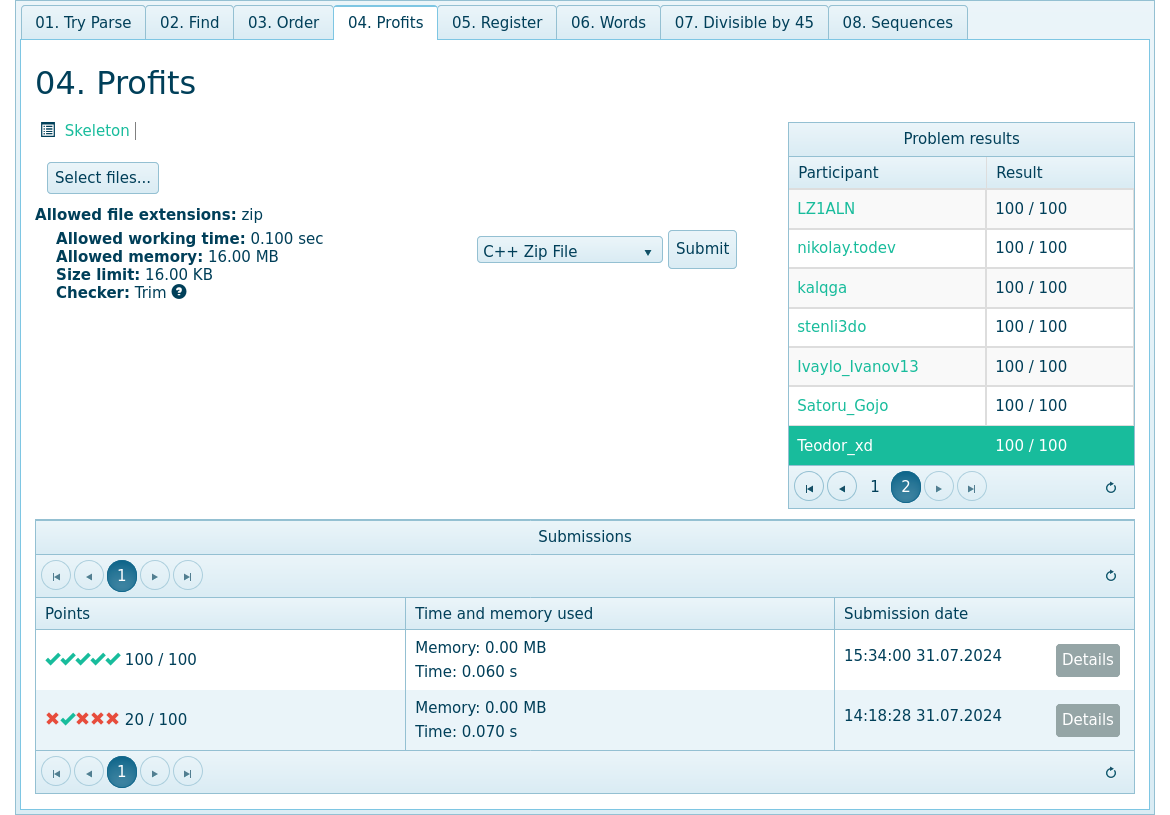 01. Try Parse 02. Find 03. Order 04. Profits 05. Register 06. Words 07. Divisible by 45 08. Sequences
04. Profits
Skeleton |
Select files...
Allowed file extensions: zip
Allowed working time: 0.100 sec
Allowed memory: 16.00 MB
Size limit: 16.00 KB
Checker: Trim ?
C++ Zip File Submit
Problem results
Participant Result
LZ1ALN 100 / 100
nikolay.todev 100 / 100
kalqga 100 / 100
stenli3do 100 / 100
Ivaylo_Ivanov13 100 / 100
Satoru_Gojo 100 / 100
Teodor_xd 100 / 100
1 2
Submissions
1
Points Time and memory used Submission date
100 / 100 Memory: 0.00 MB 15:34:00 31.07.2024 Details
Time: 0.060 s
20 / 100 Memory: 0.00 MB 14:18:28 31.07.2024 Details
Time: 0.070 s
1